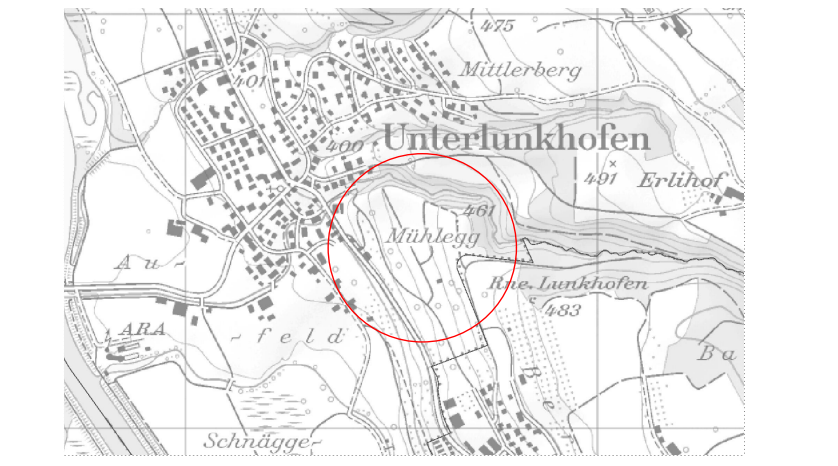 475
Mittlerberg
401
400
Unterlunkhofen
491
Erlihof
461
Mühlegg
Au-
Rne. Lunkhofen
483
ARA
-feld
Ba
Be
Schnägge-